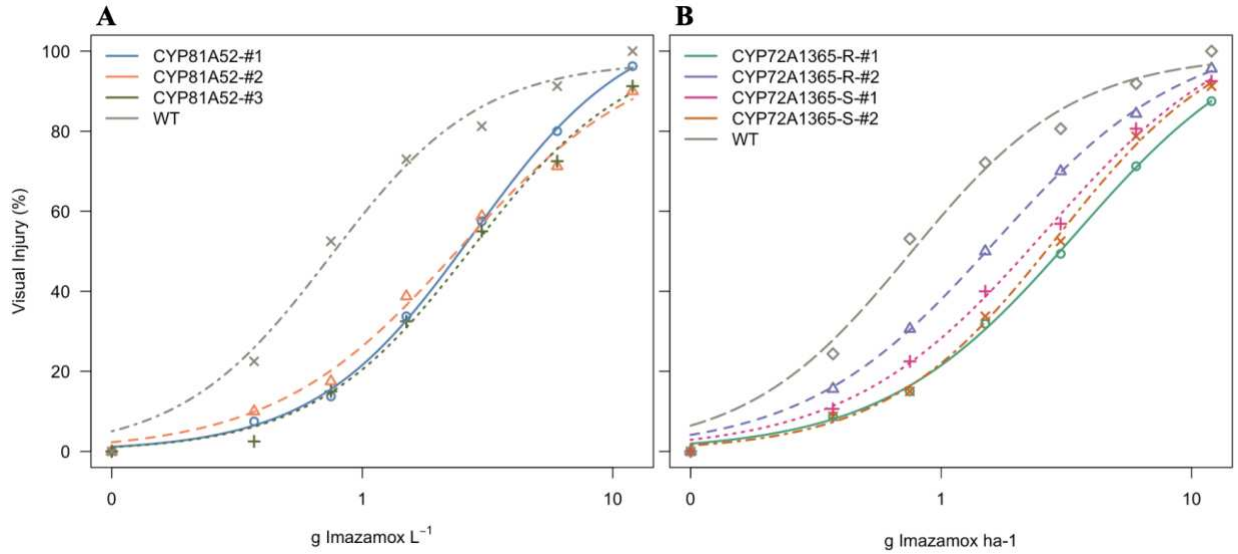 A
B
CYP81A52-#1
CYP81A52-#2
CYP81A52-#3
WT
CYP72A1365-R-#1
CYP72A1365-R-#2
CYP72A1365-S-#1
CYP72A1365-S-#2
WT
Visual Injury (%)
100
80
60
40
20
0
0
1
10
0
1
10
g Imazamox L⁻¹
g Imazamox ha-1